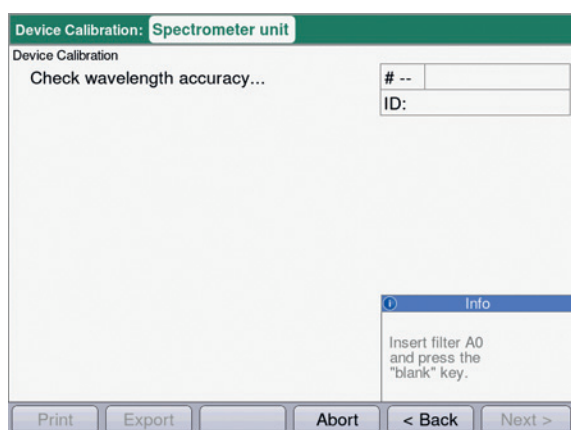 Device Calibration: Spectrometer unit
Device Calibration
Check wavelength accuracy...
# --
ID:
Info
Insert filter A0
and press the
"blank" key.
Print Export Abort < Back Next >